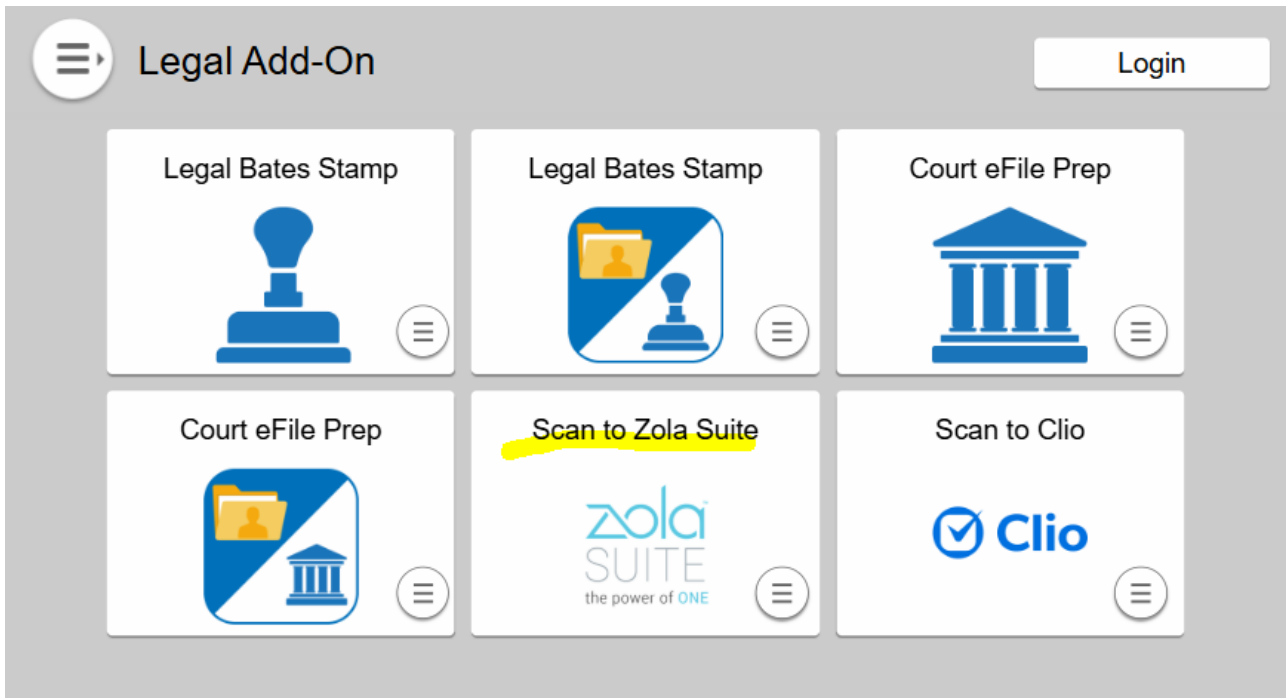 Legal Add-On
Login
Legal Bates Stamp
Legal Bates Stamp
Court eFile Prep
Court eFile Prep
Scan to Zola Suite
Scan to Clio
zola™
SUITE
the power of ONE
Clio